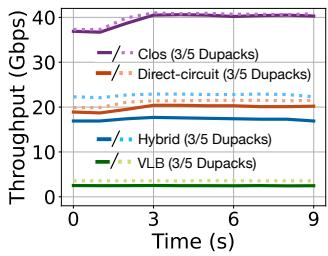 Throughput (Gbps)
40
30
20
10
0
Clos (3/5 Dupacks)
Direct-circuit (3/5 Dupacks)
Hybrid (3/5 Dupacks)
VLB (3/5 Dupacks)
0 3 6 9
Time (s)